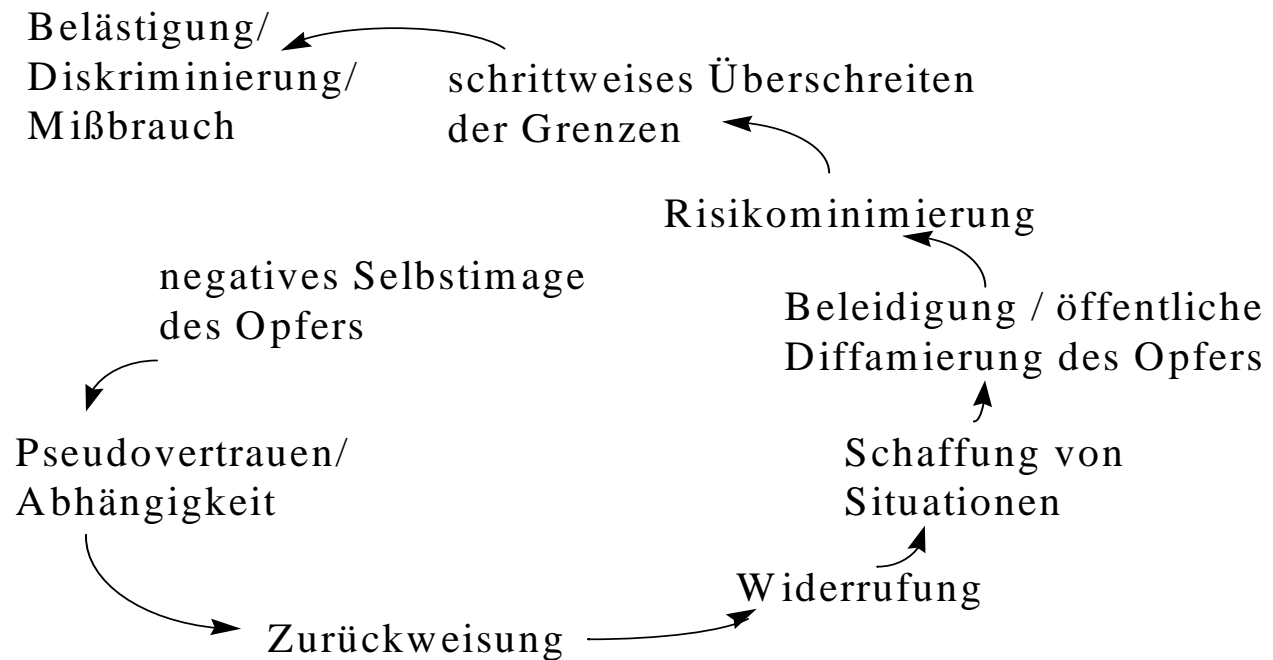 Belästigung/
Diskriminierung/
Mißbrauch
schrittweises Überschreiten
der Grenzen
Risikominimierung
negatives Selbstimage
des Opfers
Beleidigung / öffentliche
Diffamierung des Opfers
Pseudovertrauen/
Abhängigkeit
Schaffung von
Situationen
Widerrufung
Zurückweisung